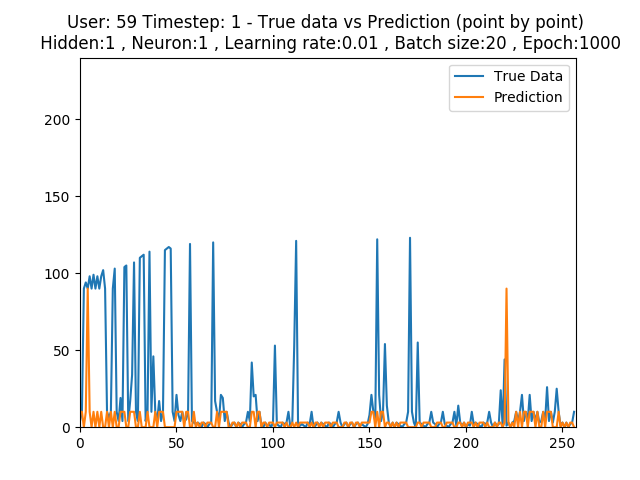 User: 59 Timestep: 1 - True data vs Prediction (point by point)
Hidden:1 , Neuron:1 , Learning rate:0.01 , Batch size:20 , Epoch:1000
True Data
Prediction
200
150
100
50
0
0 50 100 150 200 250